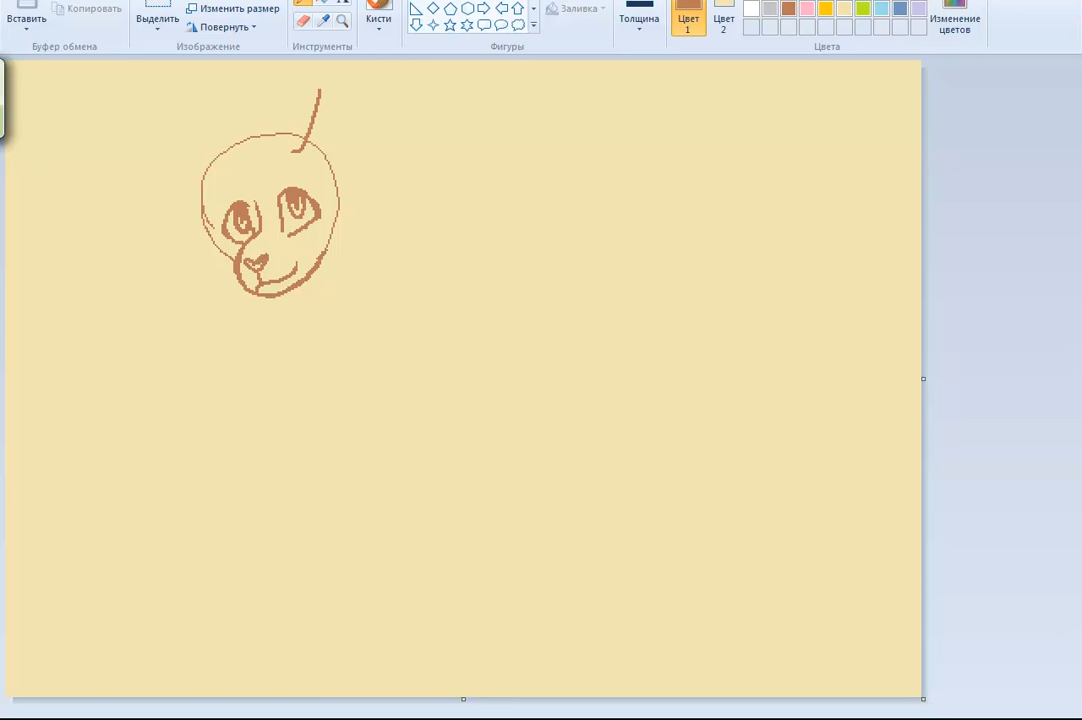 Вставить
Копировать
Буфер обмена
Выделить
Изменить размер
Повернуть
Изображение
A
Инструменты
Кисти
Фигуры
Заливка
Толщина
Цвет
1
Цвет
2
Изменение
цветов
Цвета